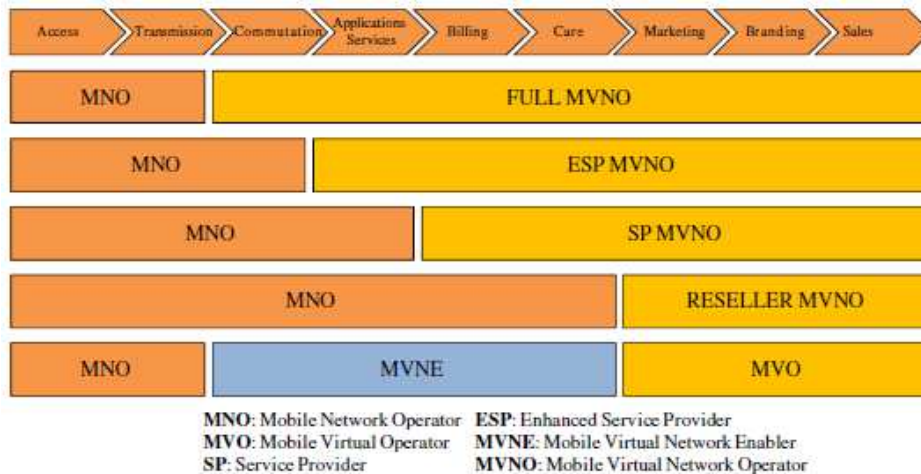 Access Transmission Commutation Applications Services Billing Care Marketing Branding Sales
MNO FULL MVNO
MNO ESP MVNO
MNO SP MVNO
MNO RESELLER MVNO
MNO MVNE MVO
MNO: Mobile Network Operator ESP: Enhanced Service Provider
MVO: Mobile Virtual Operator MVNE: Mobile Virtual Network Enabler
SP: Service Provider MVNO: Mobile Virtual Network Operator